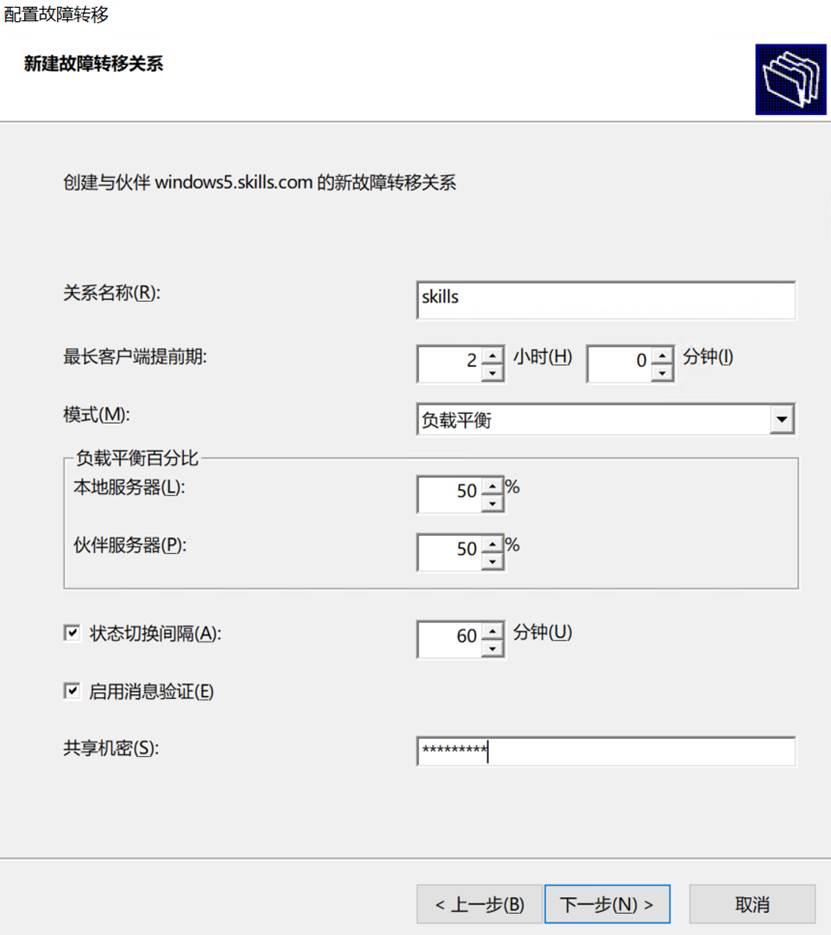 配置故障转移
新建故障转移关系
创建与伙伴 windows5.skills.com 的新故障转移关系
关系名称(R): skills
最长客户端提前期: 2 小时(H) 0 分钟(I)
模式(M): 负载平衡
负载平衡百分比
本地服务器(L): 50 %
伙伴服务器(P): 50 %
状态切换间隔(A): 60 分钟(U)
启用消息验证(E)
共享机密(S): *********
< 上一步(B) 下一步(N) > 取消